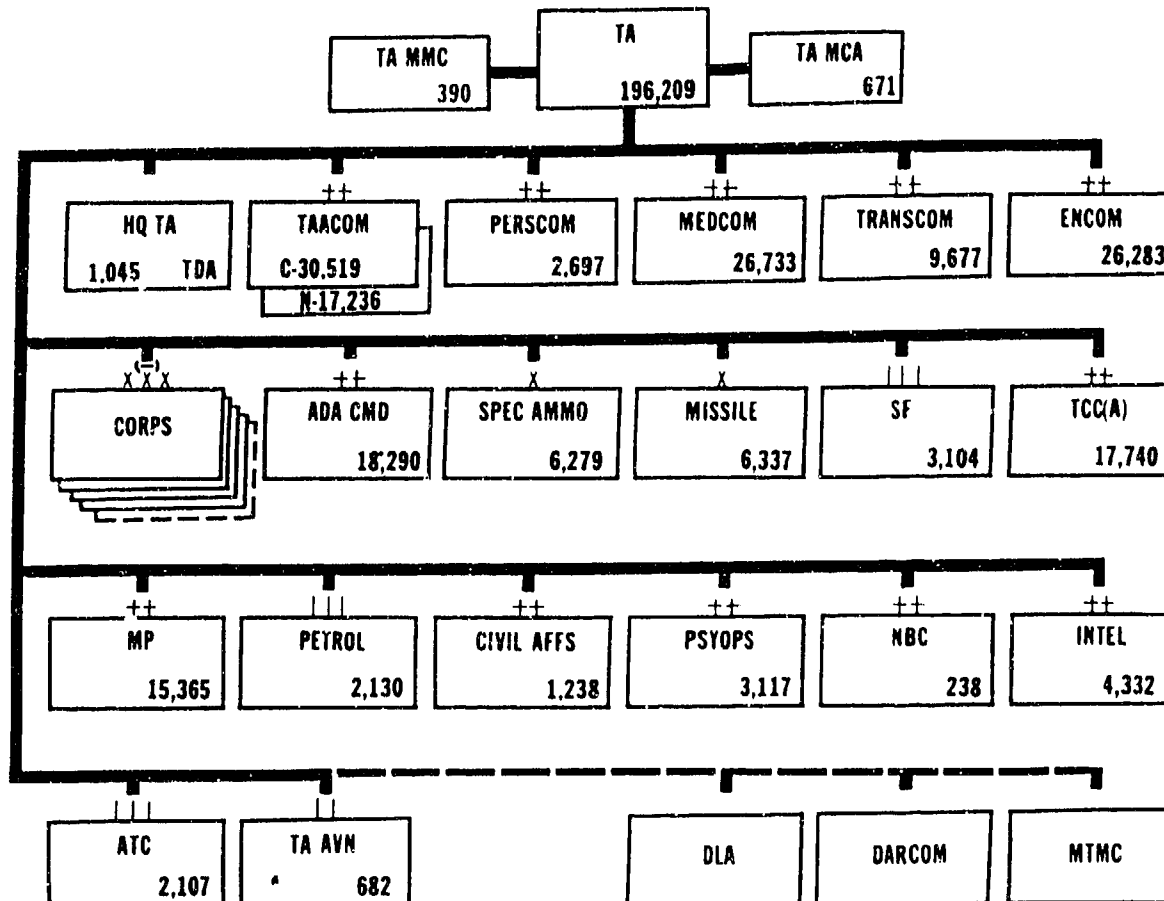 TA MMC
390
TA
196,209
TA MCA
671
HQ TA
1,045 TDA
++
TAACOM
C-30,519
N-17,236
++
PERSCOM
2,697
++
MEDCOM
26,733
++
TRANSCOM
9,677
++
ENCOM
26,283
(—)
X X X
CORPS
++
ADA CMD
18,290
X
SPEC AMMO
6,279
X
MISSILE
6,337
|||
SF
3,104
++
TCC(A)
17,740
++
MP
15,365
|||
PETROL
2,130
++
CIVIL AFFS
1,238
++
PSYOPS
3,117
++
NBC
238
++
INTEL
4,332
|||
ATC
2,107
||
TA AVN
682
DLA
DARCOM
MTMC